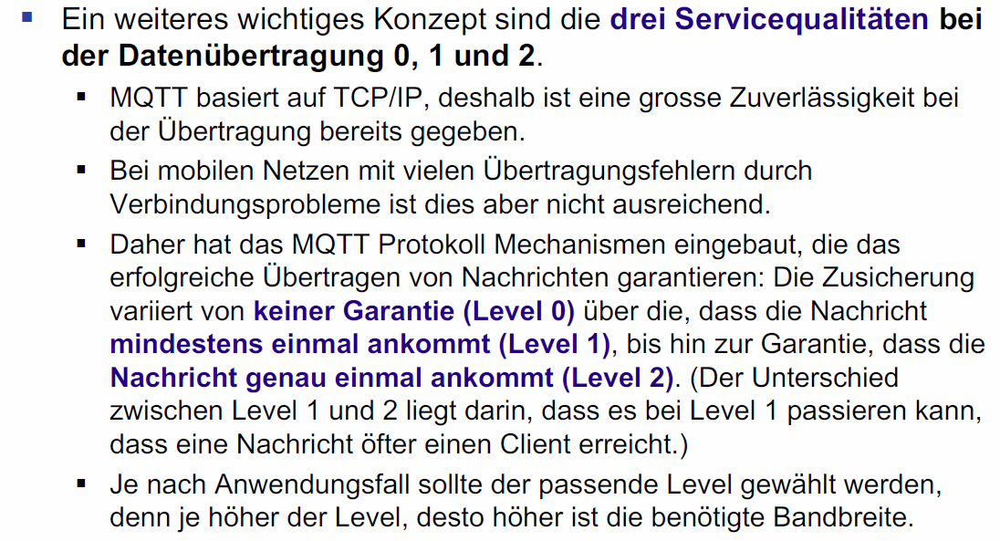 ▪ Ein weiteres wichtiges Konzept sind die drei Servicequalitäten bei
der Datenübertragung 0, 1 und 2.
▪ MQTT basiert auf TCP/IP, deshalb ist eine grosse Zuverlässigkeit bei
der Übertragung bereits gegeben.
▪ Bei mobilen Netzen mit vielen Übertragungsfehlern durch
Verbindungsprobleme ist dies aber nicht ausreichend.
▪ Daher hat das MQTT Protokoll Mechanismen eingebaut, die das
erfolgreiche Übertragen von Nachrichten garantieren: Die Zusicherung
variiert von keiner Garantie (Level 0) über die, dass die Nachricht
mindestens einmal ankommt (Level 1), bis hin zur Garantie, dass die
Nachricht genau einmal ankommt (Level 2). (Der Unterschied
zwischen Level 1 und 2 liegt darin, dass es bei Level 1 passieren kann,
dass eine Nachricht öfter einen Client erreicht.)
▪ Je nach Anwendungsfall sollte der passende Level gewählt werden,
denn je höher der Level, desto höher ist die benötigte Bandbreite.